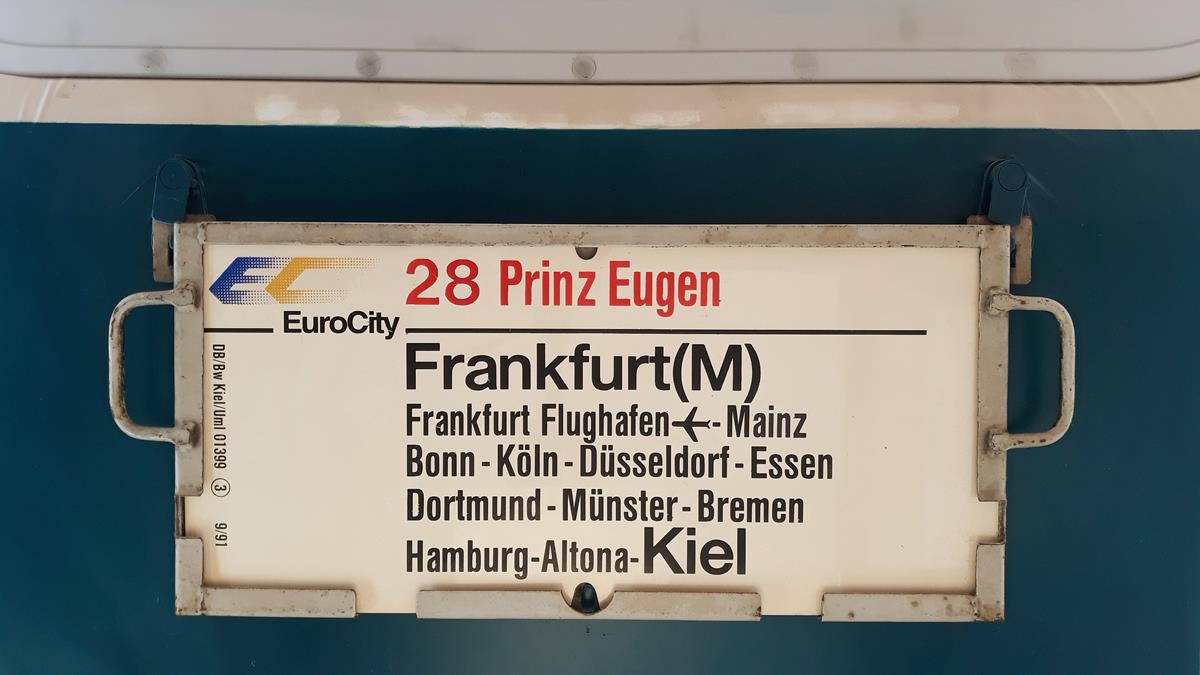 EC 28 Prinz Eugen
EuroCity
Frankfurt(M)
Frankfurt Flughafen - Mainz
Bonn - Köln - Düsseldorf - Essen
Dortmund - Münster - Bremen
Hamburg-Altona-Kiel
DB/Bw Kiel/Uml 01399 ③ 9/91